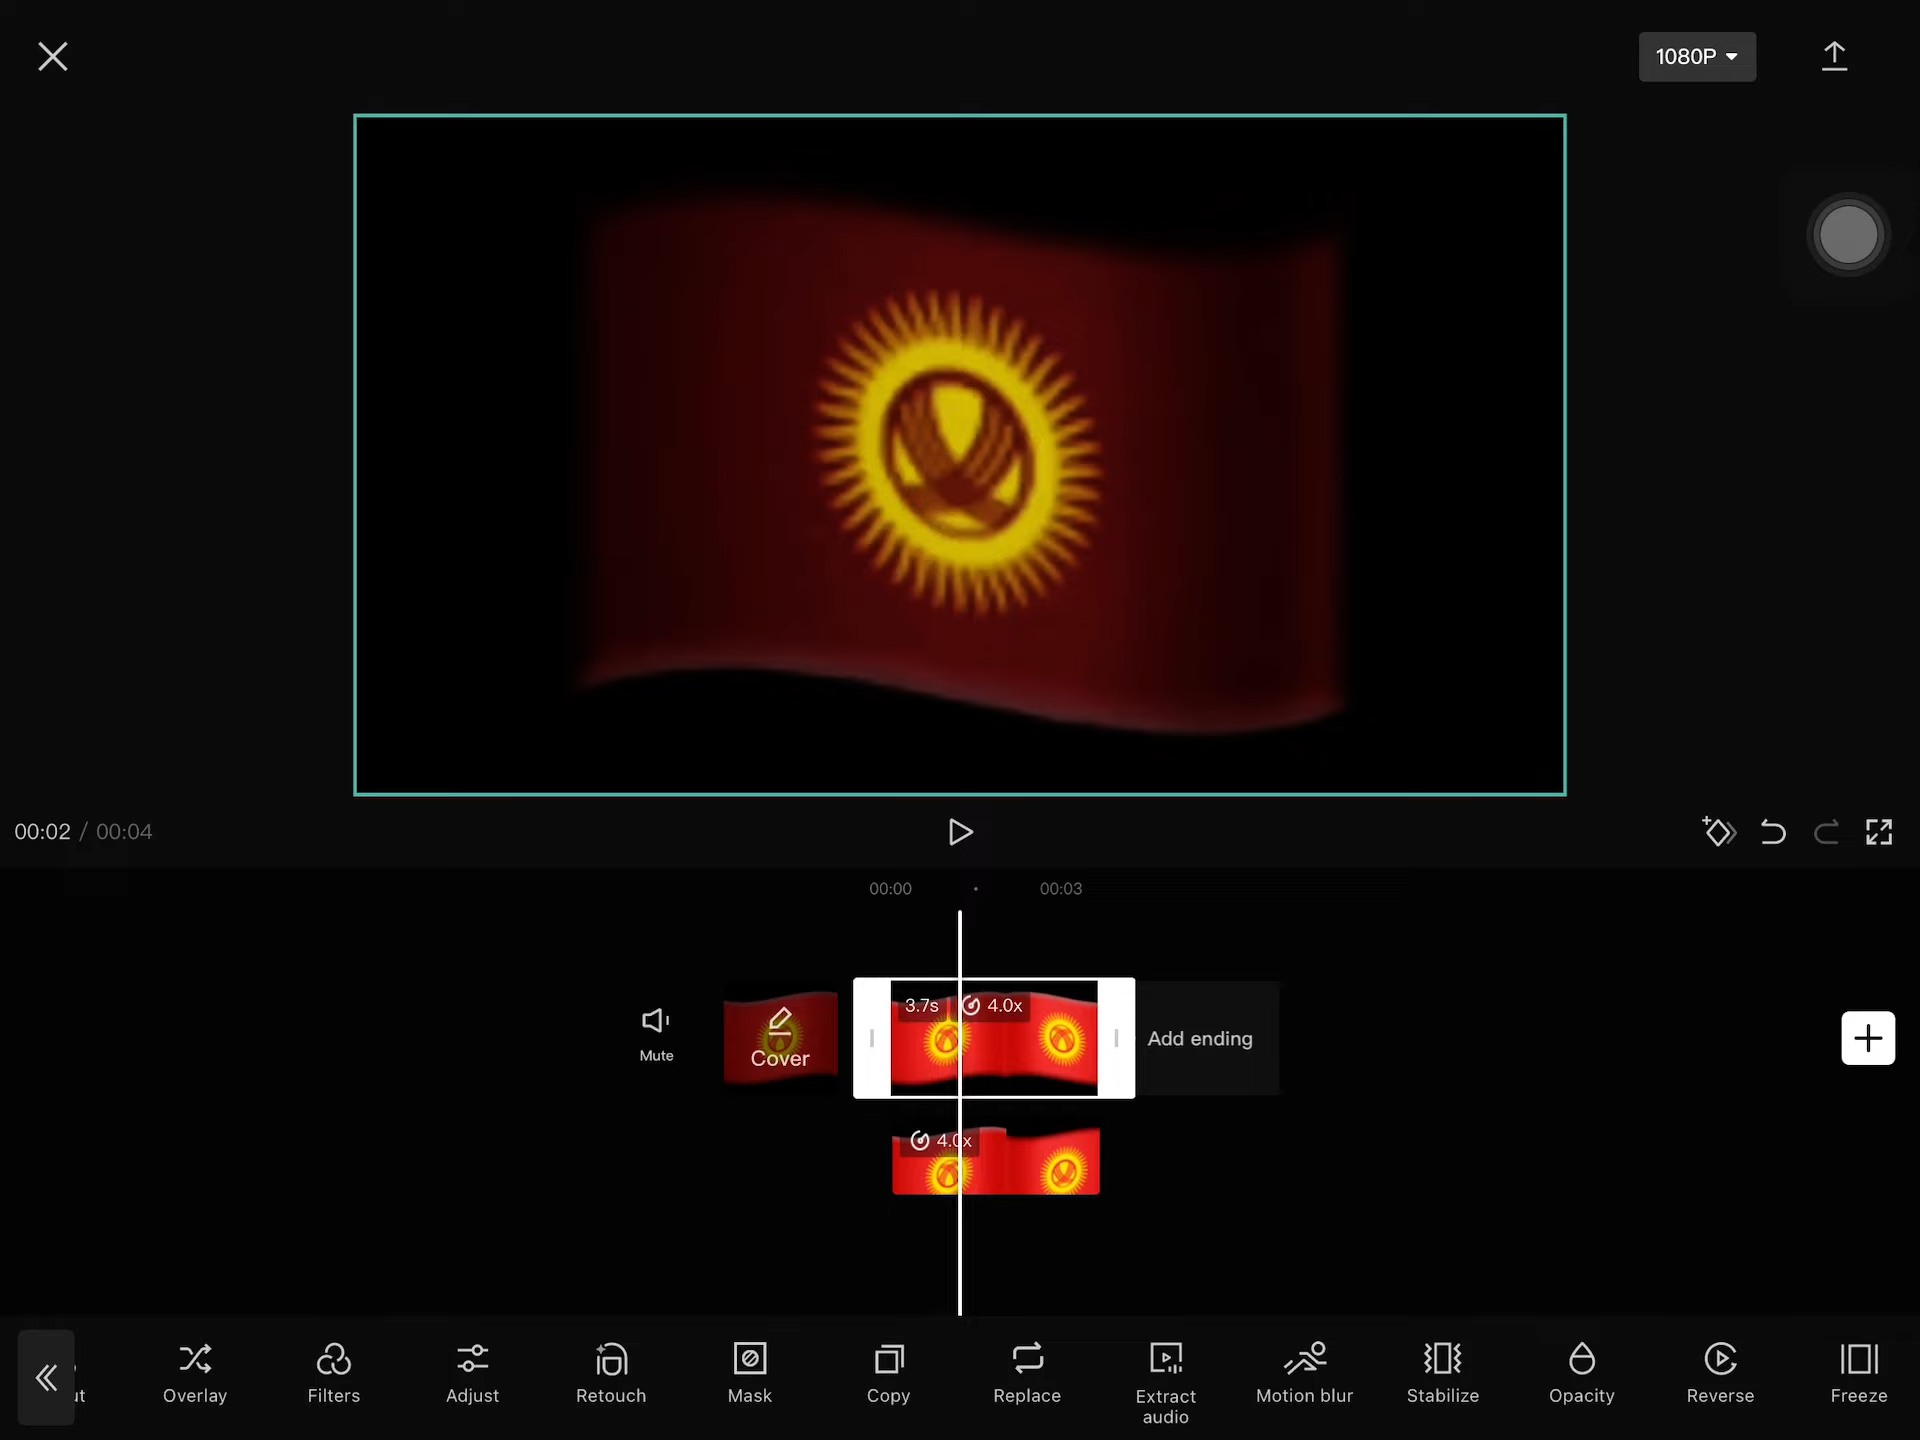 1080P
00:02 / 00:04
00:00
00:03
3.7s
4.0x
Mute
Cover
Add ending
4.0x
ut
Overlay
Filters
Adjust
Retouch
Mask
Copy
Replace
Extract
audio
Motion blur
Stabilize
Opacity
Reverse
Freeze